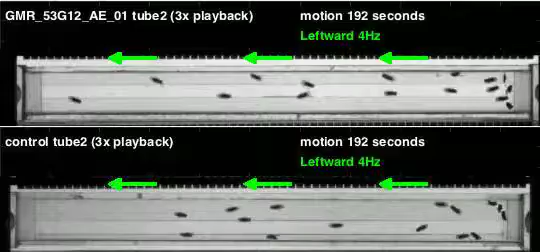 GMR_53G12_AE_01 tube2 (3x playback) motion 192 seconds
Leftward 4Hz
control tube2 (3x playback) motion 192 seconds
Leftward 4Hz